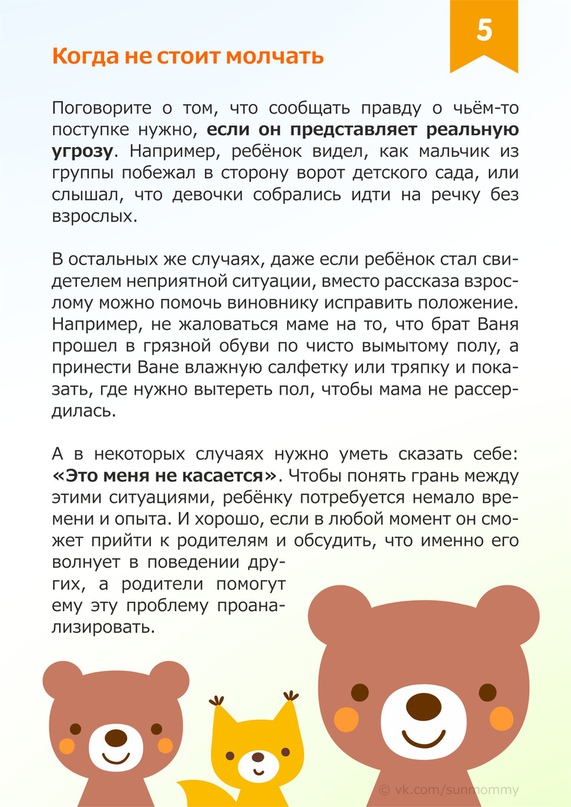 5
Когда не стоит молчать
Поговорите о том, что сообщать правду о чьём-то
поступке нужно, если он представляет реальную
угрозу. Например, ребёнок видел, как мальчик из
группы побежал в сторону ворот детского сада, или
слышал, что девочки собрались идти на речку без
взрослых.
В остальных же случаях, даже если ребёнок стал сви-
детелем неприятной ситуации, вместо рассказа взрос-
лому можно помочь виновнику исправить положение.
Например, не жаловаться маме на то, что брат Ваня
прошел в грязной обуви по чисто вымытому полу, а
принести Ване влажную салфетку или тряпку и пока-
зать, где нужно вытереть пол, чтобы мама не рассер-
дилась.
А в некоторых случаях нужно уметь сказать себе:
«Это меня не касается». Чтобы понять грань между
этими ситуациями, ребёнку потребуется немало вре-
мени и опыта. И хорошо, если в любой момент он смо-
жет прийти к родителям и обсудить, что именно его
волнует в поведении дру-
гих, а родители помогут
ему эту проблему проана-
лизировать.
© vk.com/sunmommy